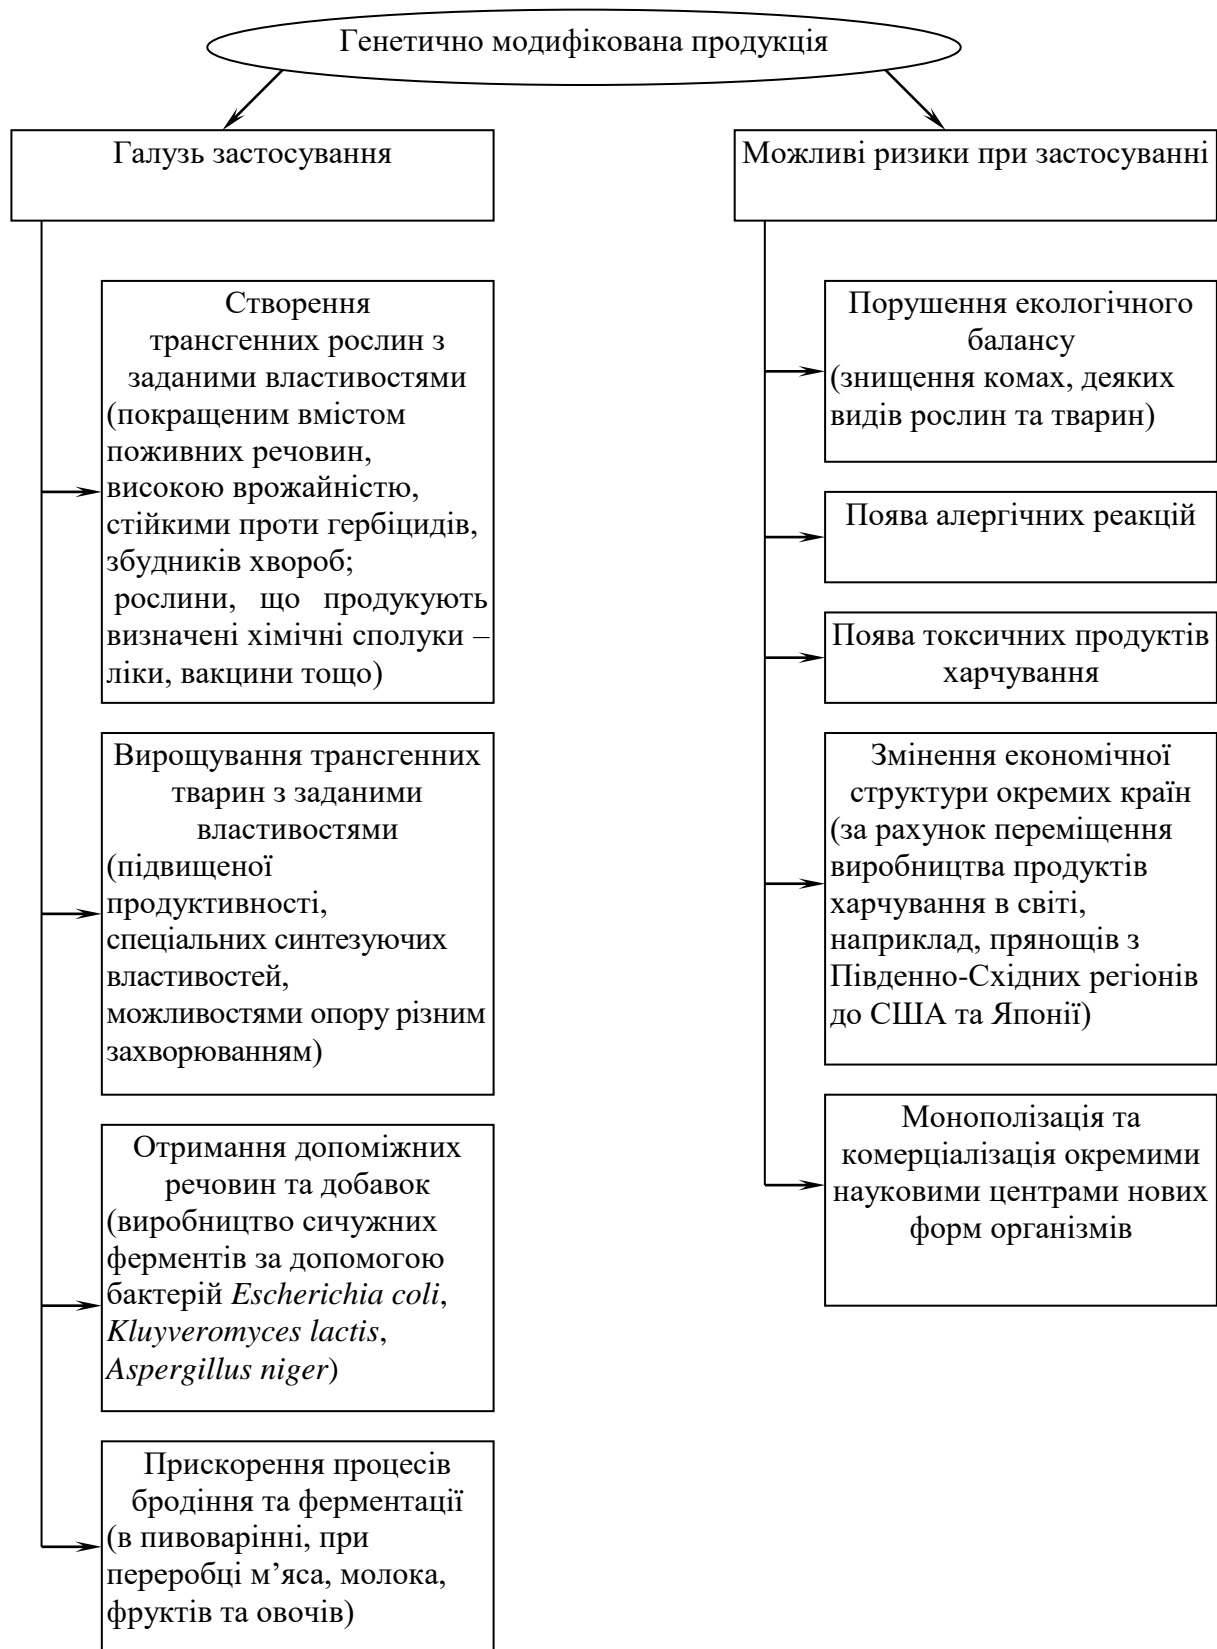 Генетично модифікована продукція
Галузь застосування
Створення
трансгенних рослин з
заданими властивостями
(покращеним вмістом
поживних речовин,
високою врожайністю,
стійкими проти гербіцидів,
збудників хвороб;
рослини, що продукують
визначені хімічні сполуки –
ліки, вакцини тощо)
Вирощування трансгенних
тварин з заданими
властивостями
(підвищеної
продуктивності,
спеціальних синтезуючих
властивостей,
можливостями опору різним
захворюванням)
Отримання допоміжних
речовин та добавок
(виробництво сичужних
ферментів за допомогою
бактерій Escherichia coli,
Kluyveromyces lactis,
Aspergillus niger)
Прискорення процесів
бродіння та ферментації
(в пивоварінні, при
переробці м’яса, молока,
фруктів та овочів)
Можливі ризики при застосуванні
Порушення екологічного
балансу
(знищення комах, деяких
видів рослин та тварин)
Поява алергічних реакцій
Поява токсичних продуктів
харчування
Змінення економічної
структури окремих країн
(за рахунок переміщення
виробництва продуктів
харчування в світі,
наприклад, прянощів з
Південно-Східних регіонів
до США та Японії)
Монополізація та
комерціалізація окремими
науковими центрами нових
форм організмів